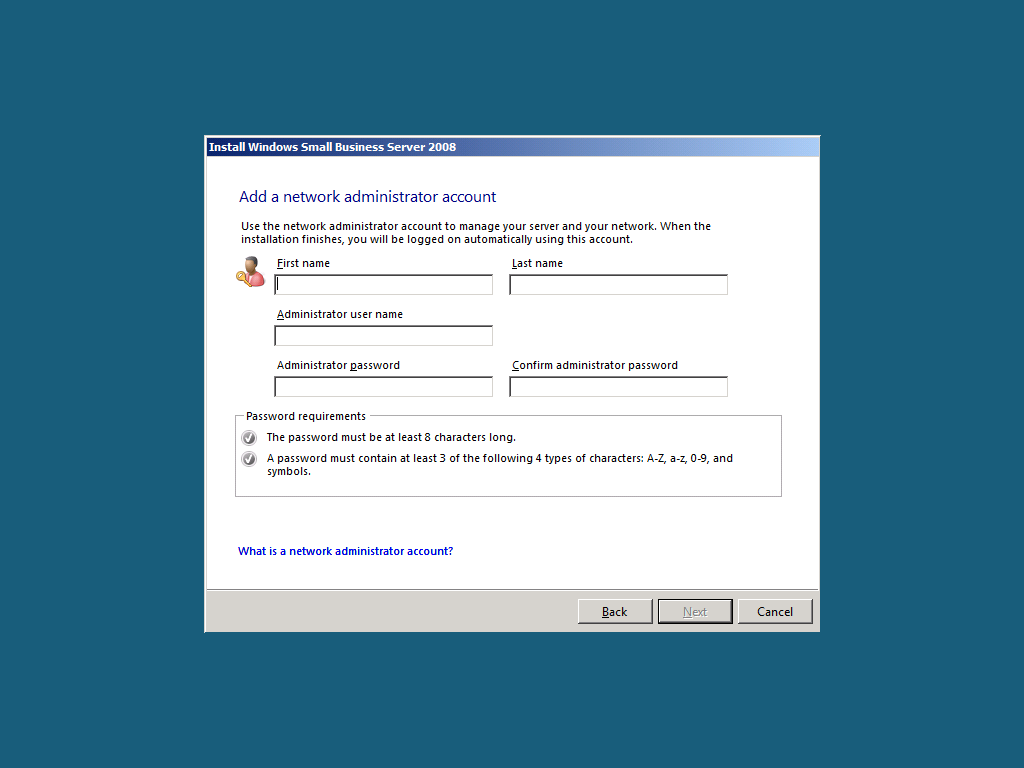 Install Windows Small Business Server 2008
Add a network administrator account
Use the network administrator account to manage your server and your network. When the
installation finishes, you will be logged on automatically using this account.
First name
Last name
Administrator user name
Administrator password
Confirm administrator password
Password requirements
The password must be at least 8 characters long.
A password must contain at least 3 of the following 4 types of characters: A-Z, a-z, 0-9, and
symbols.
What is a network administrator account?
Back
Next
Cancel